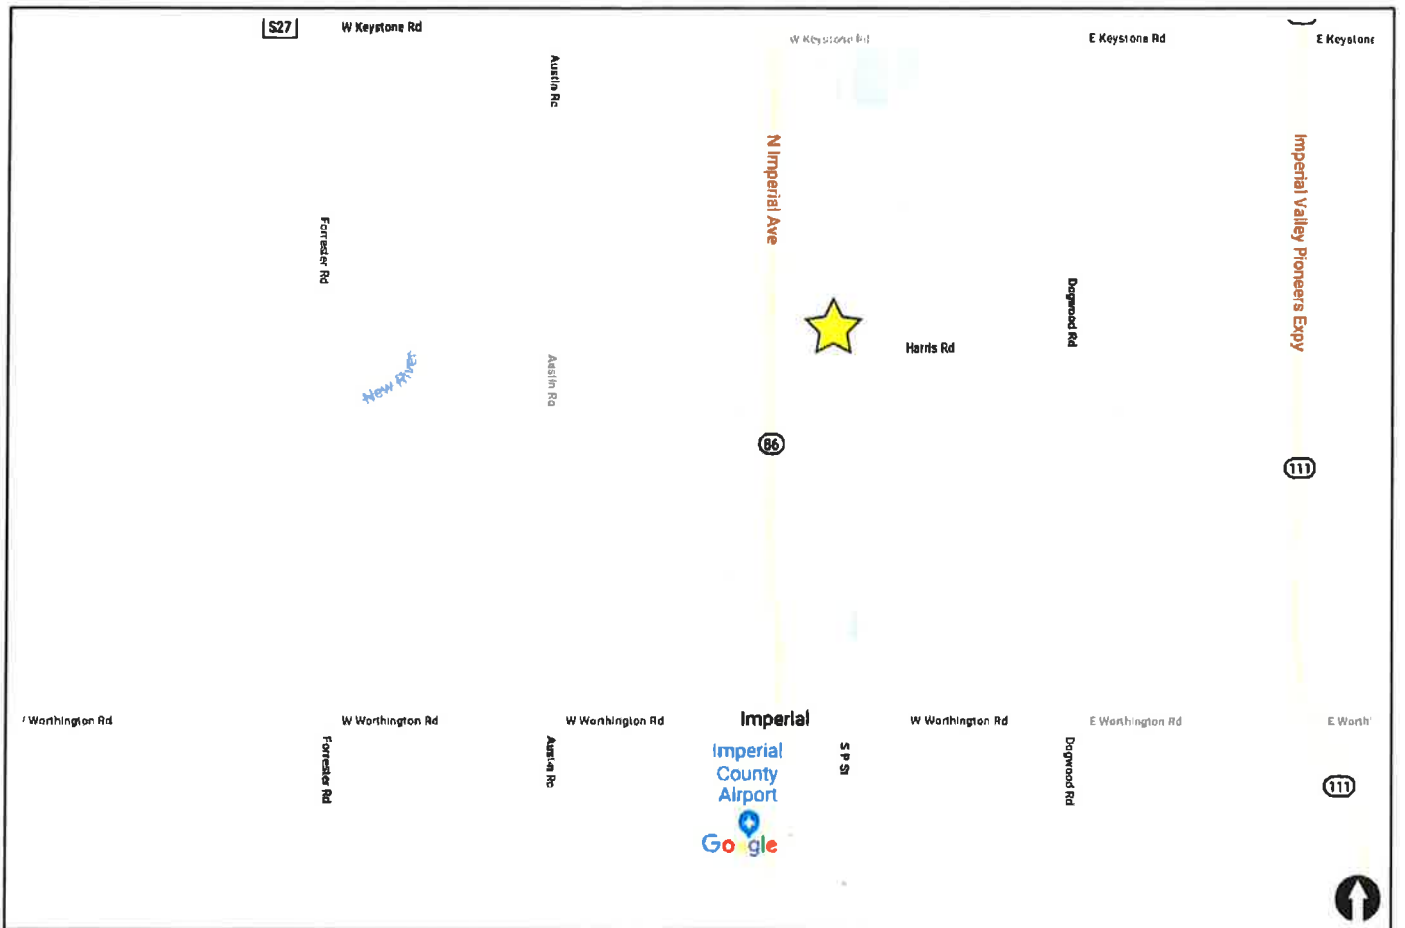 S27
W Keystone Rd
W Keystone Rd
E Keystone Rd
E Keystone
Austin Rd
N Imperial Ave
Imperial Valley Pioneers Expy
Forrester Rd
Dogwood Rd
Harris Rd
New River
Austin Rd
86
111
Worthington Rd
W Worthington Rd
W Worthington Rd
Imperial
W Worthington Rd
E Worthington Rd
E Worth
Forrester Rd
Austin Rd
Imperial
County
Airport
S P St
Dogwood Rd
111
Google